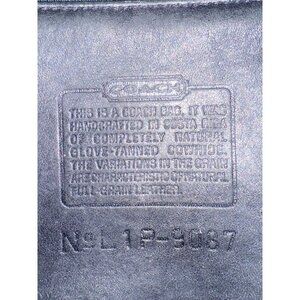 COACH
THIS IS A COACH BAG. IT WAS
HANDCRAFTED IN COSTA RICA
OF COMPLETELY NATURAL
GLOVE-TANNED COWHIDE.
THE VARIATIONS IN THE GRAIN
ARE CHARACTERISTIC OF NATURAL
FULL-GRAIN LEATHER.
No L1P-9087